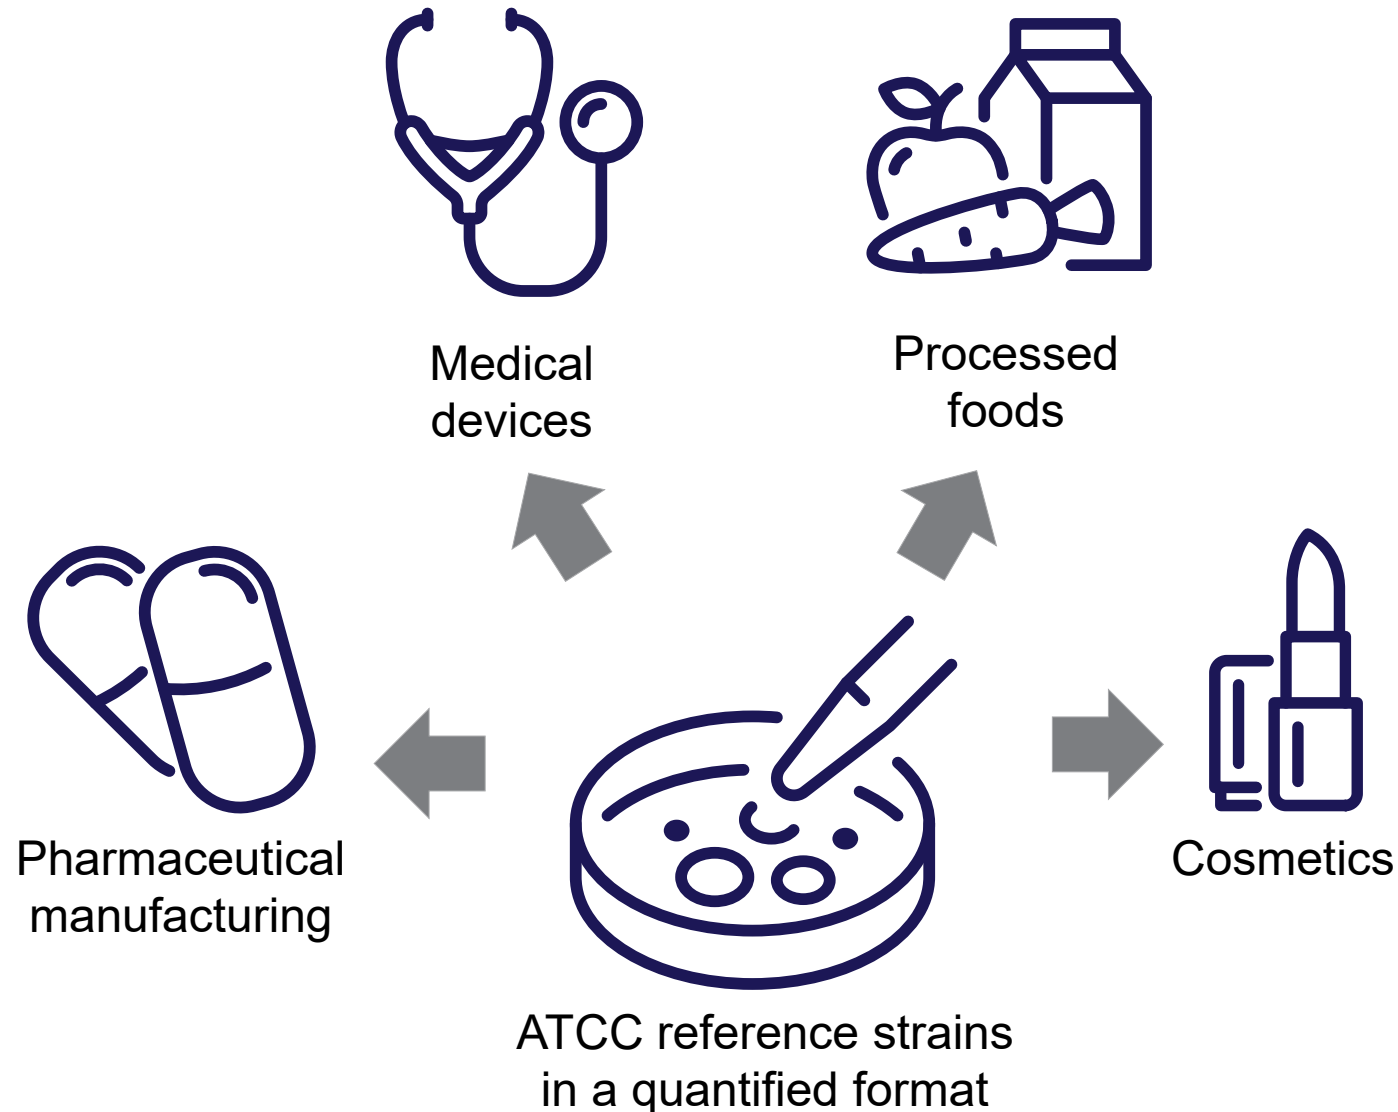 Medical
devices
Processed
foods
Pharmaceutical
manufacturing
Cosmetics
ATCC reference strains
in a quantified format